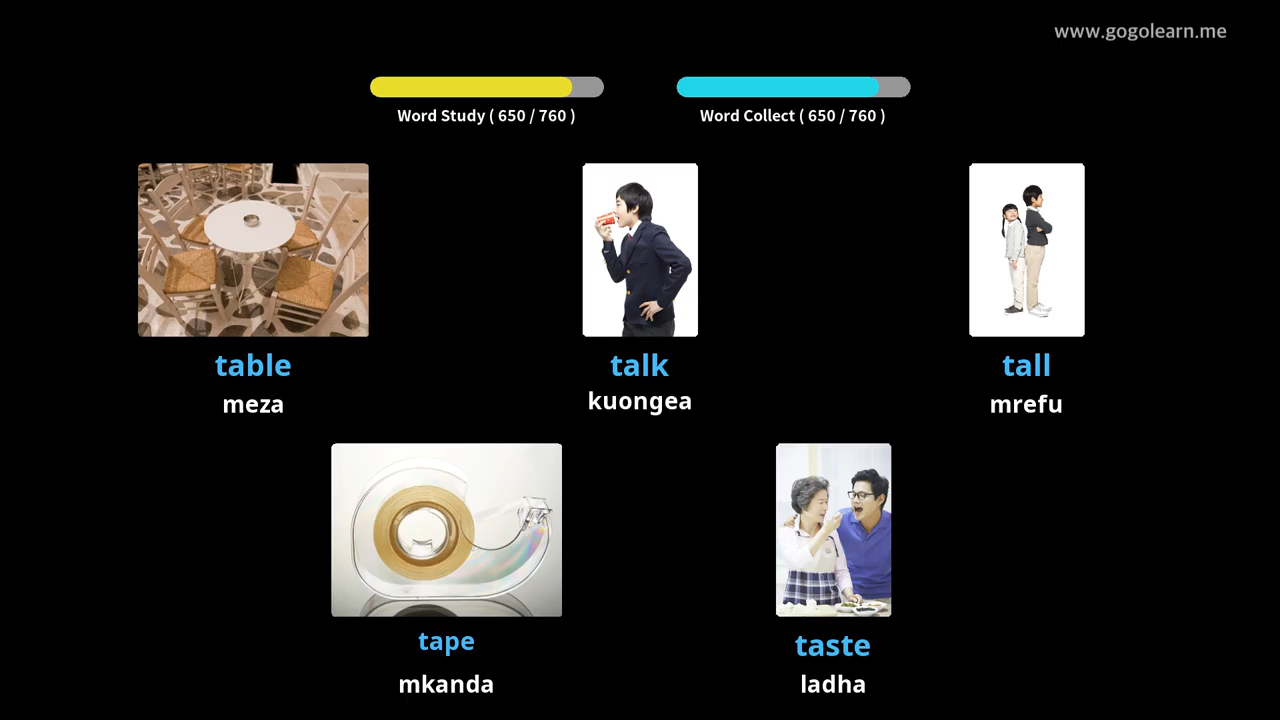 www.gogolearn.me
Word Study ( 650 / 760 )
Word Collect ( 650 / 760 )
table
meza
talk
kuongea
tall
mrefu
tape
mkanda
taste
ladha